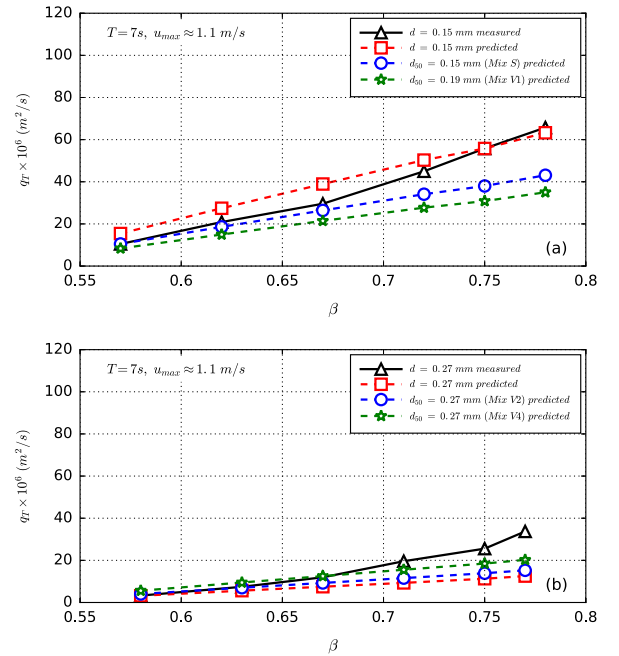 120
100
80
60
40
20
0
q_T × 10^6 (m^2/s)
T = 7s, u_max ≈ 1.1 m/s
d = 0.15 mm measured
d = 0.15 mm predicted
d_50 = 0.15 mm (Mix S) predicted
d_50 = 0.19 mm (Mix V1) predicted
(a)
0.55 0.6 0.65 0.7 0.75 0.8
β
120
100
80
60
40
20
0
q_T × 10^6 (m^2/s)
T = 7s, u_max ≈ 1.1 m/s
d = 0.27 mm measured
d = 0.27 mm predicted
d_50 = 0.27 mm (Mix V2) predicted
d_50 = 0.27 mm (Mix V4) predicted
(b)
0.55 0.6 0.65 0.7 0.75 0.8
β